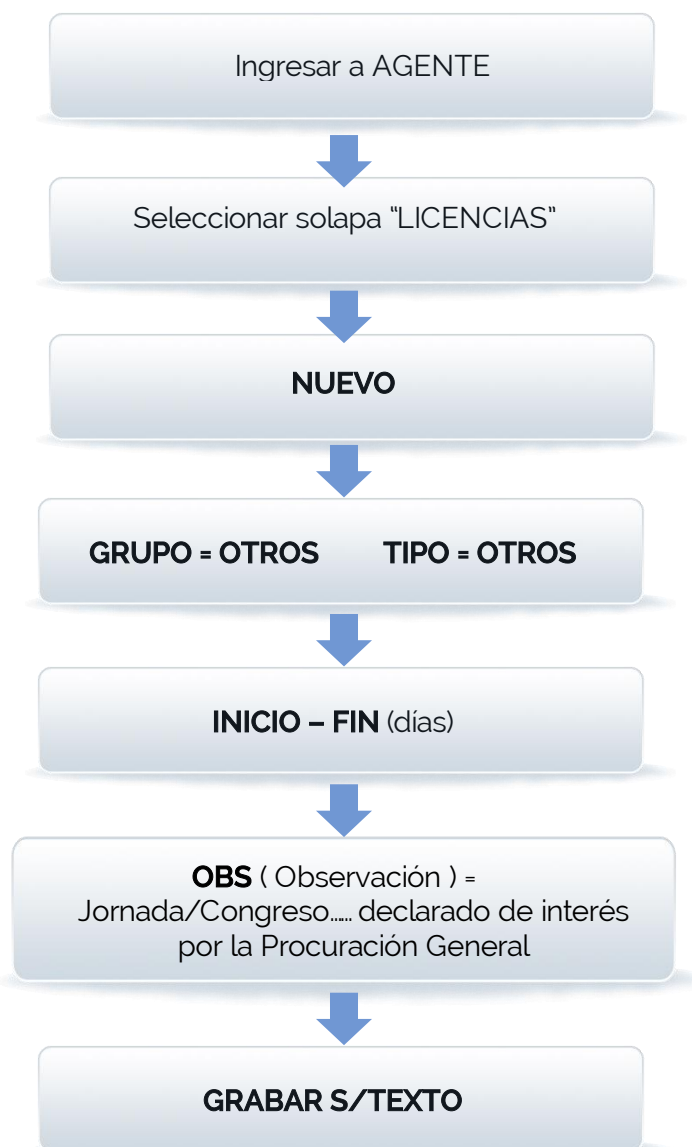 Ingresar a AGENTE
Seleccionar solapa “LICENCIAS”
NUEVO
GRUPO = OTROS TIPO = OTROS
INICIO – FIN (días)
OBS ( Observación ) =
Jornada/Congreso...... declarado de interés
por la Procuración General
GRABAR S/TEXTO